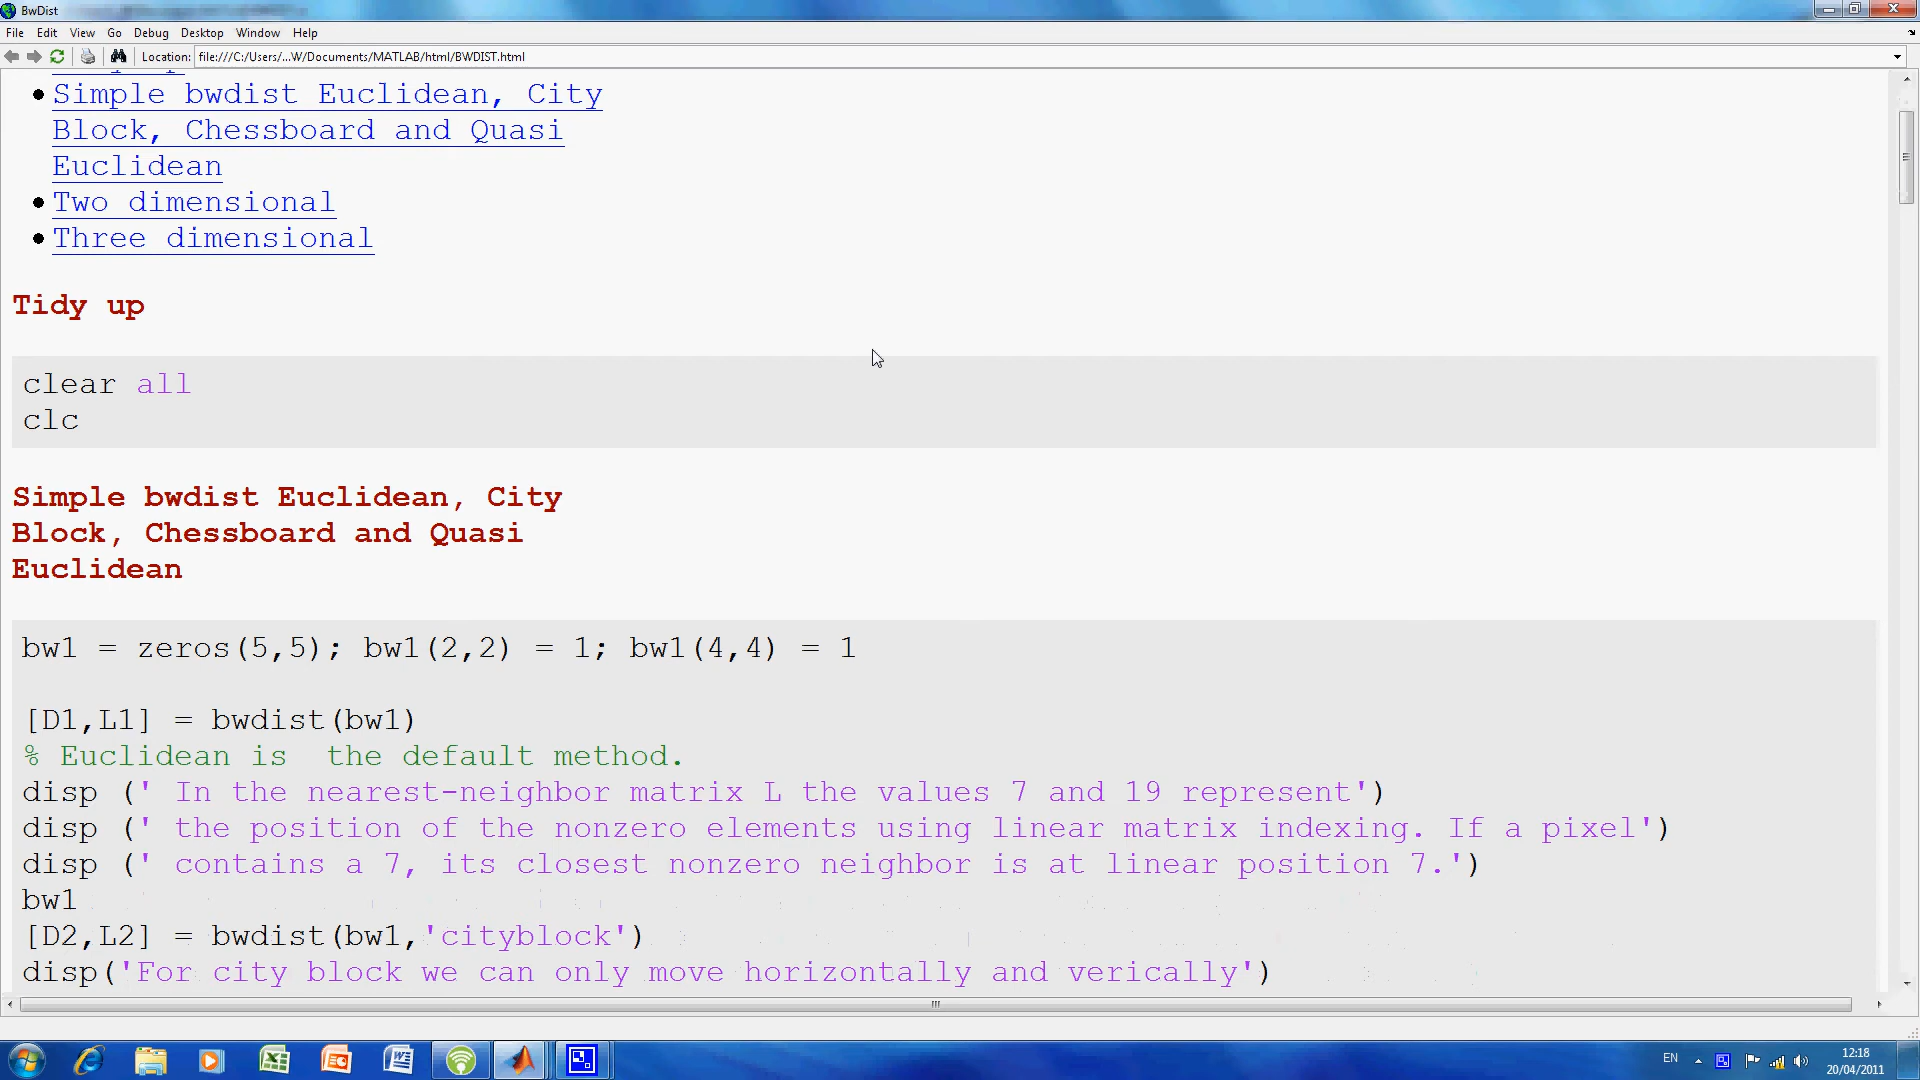 BwDist
File Edit View Go Debug Desktop Window Help
Location: file:///C:/Users/...W/Documents/MATLAB/html/BWDIST.html
Simple bwdist Euclidean, City
Block, Chessboard and Quasi
Euclidean
Two dimensional
Three dimensional
Tidy up
clear all
clc
Simple bwdist Euclidean, City
Block, Chessboard and Quasi
Euclidean
bw1 = zeros(5,5); bw1(2,2) = 1; bw1(4,4) = 1
[D1,L1] = bwdist(bw1)
% Euclidean is  the default method.
disp (' In the nearest-neighbor matrix L the values 7 and 19 represent')
disp (' the position of the nonzero elements using linear matrix indexing. If a pixel')
disp (' contains a 7, its closest nonzero neighbor is at linear position 7.')
bw1
[D2,L2] = bwdist(bw1,'cityblock')
disp('For city block we can only move horizontally and verically')
EN
12:18
20/04/2011